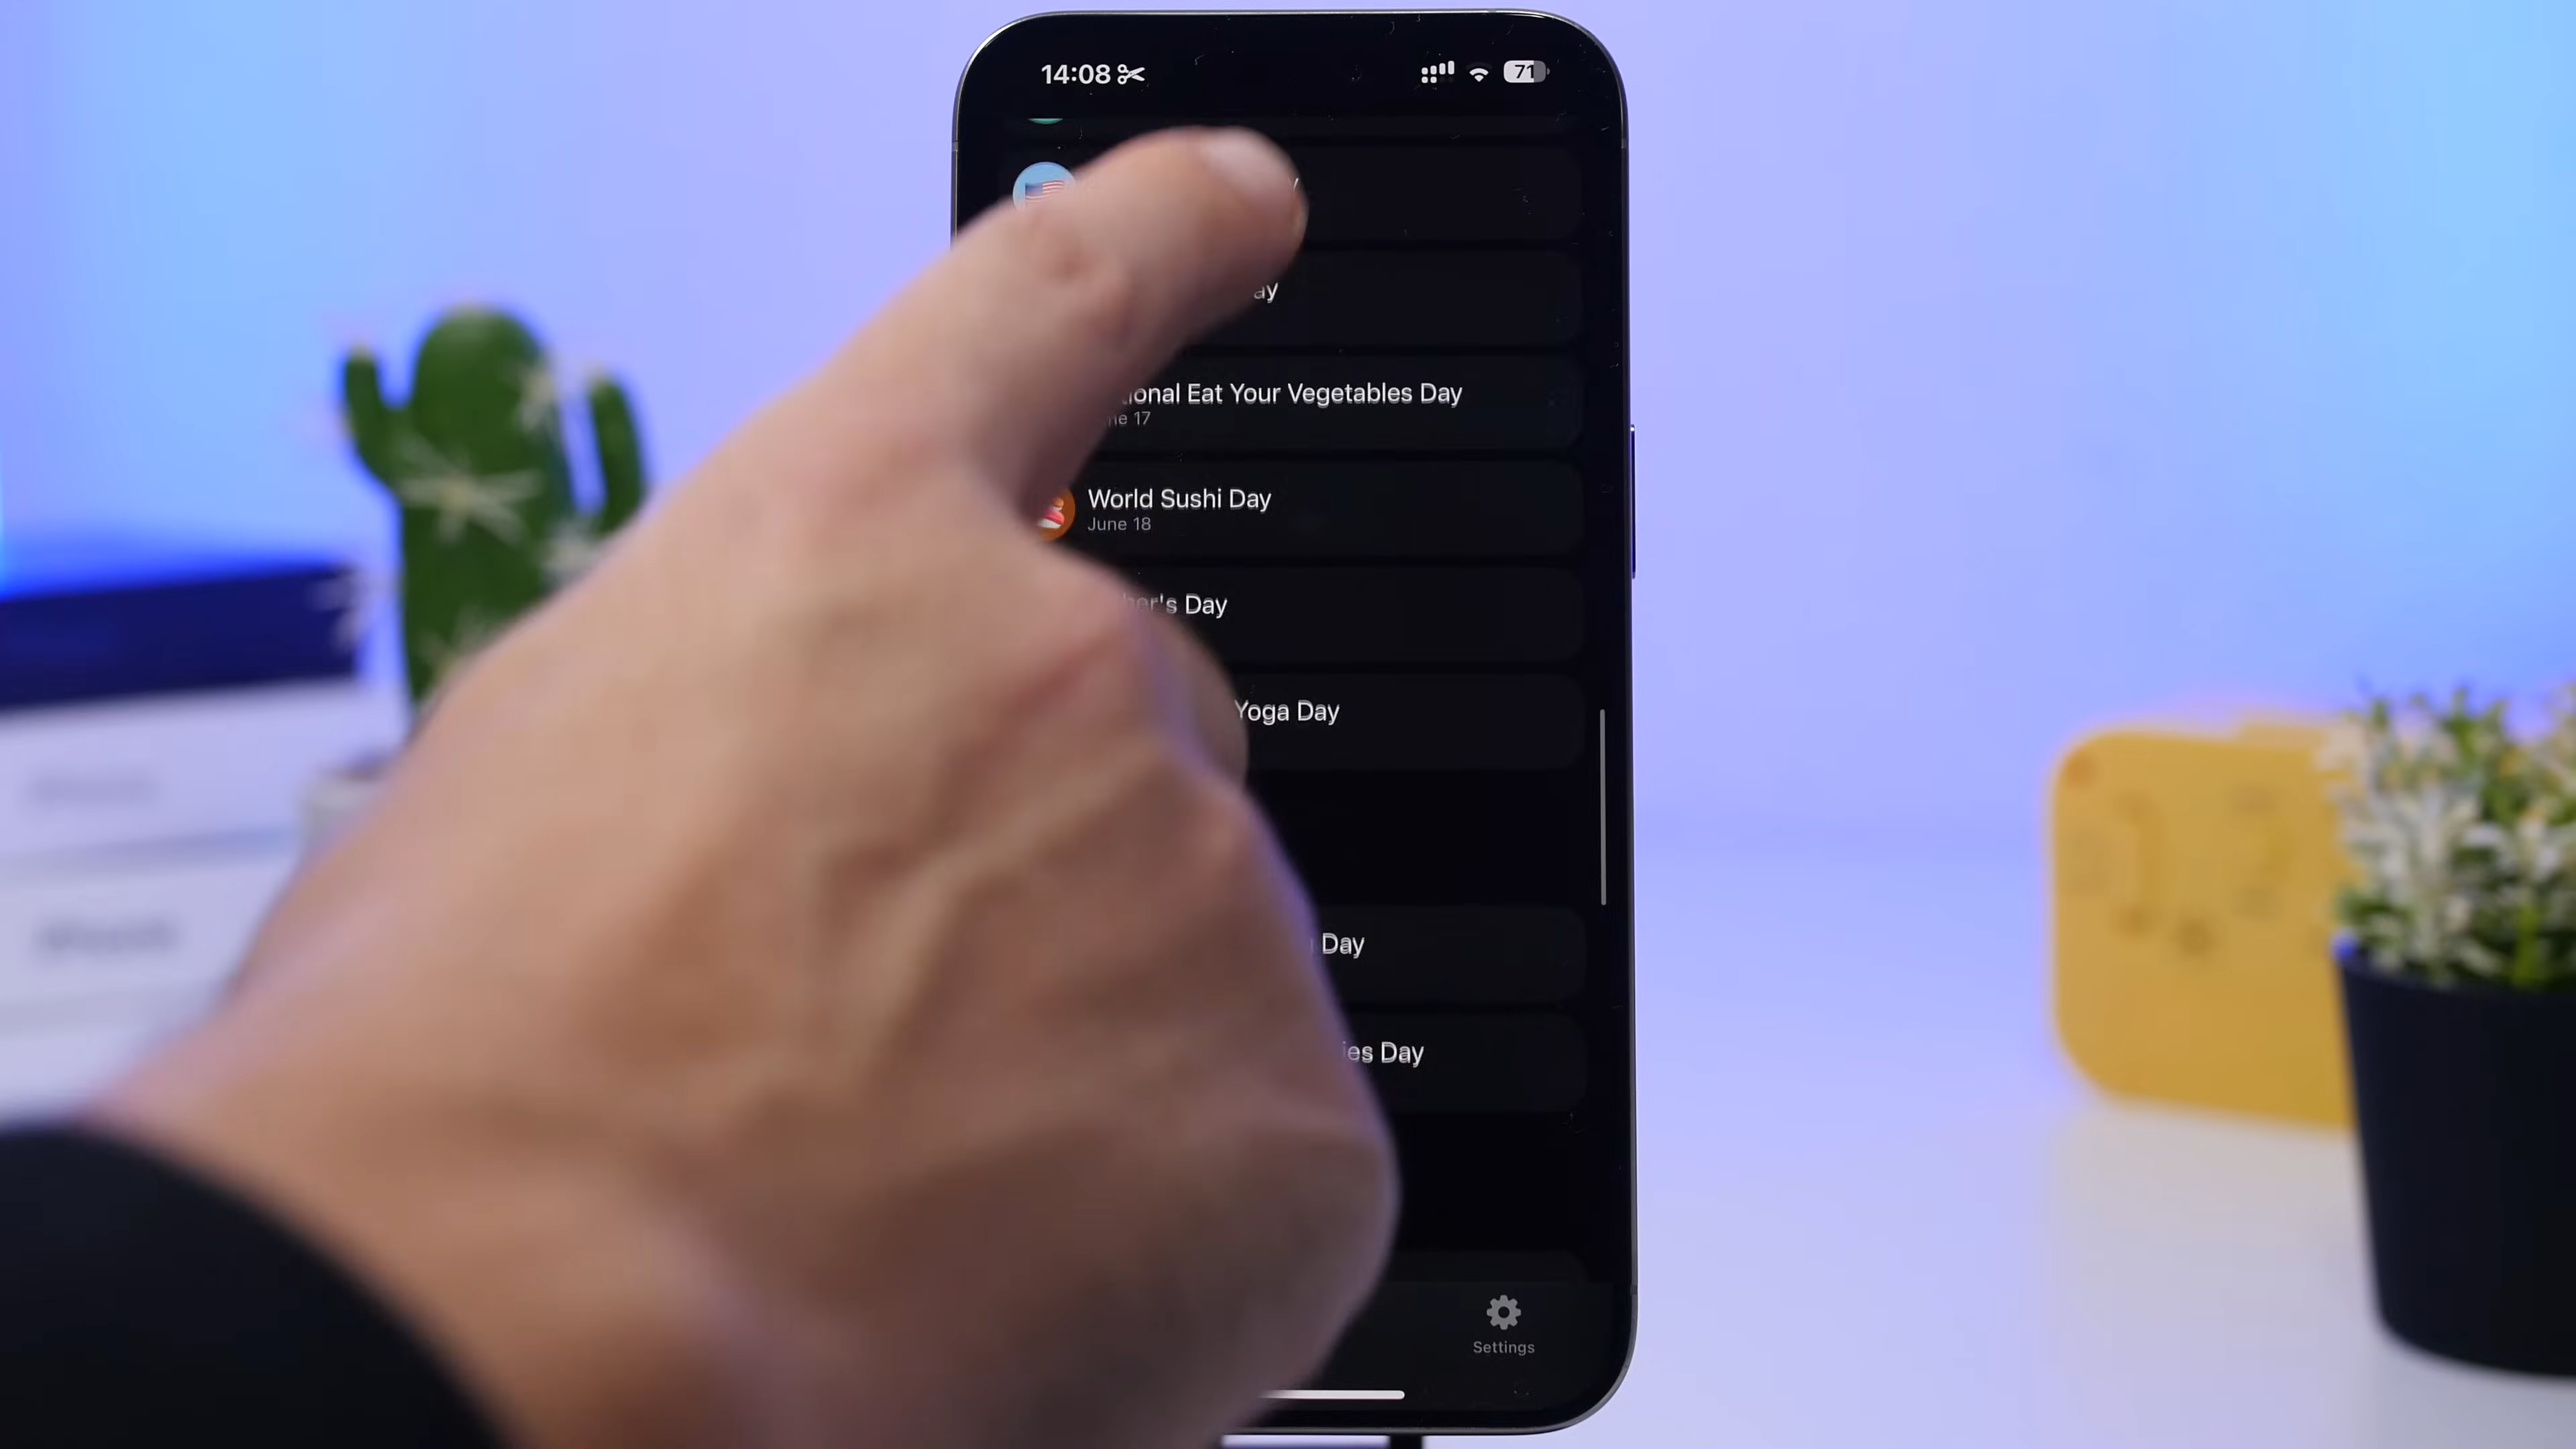 14:08
71
ay
ional Eat Your Vegetables Day
ne 17
World Sushi Day
June 18
her's Day
Yoga Day
Day
ies Day
Settings